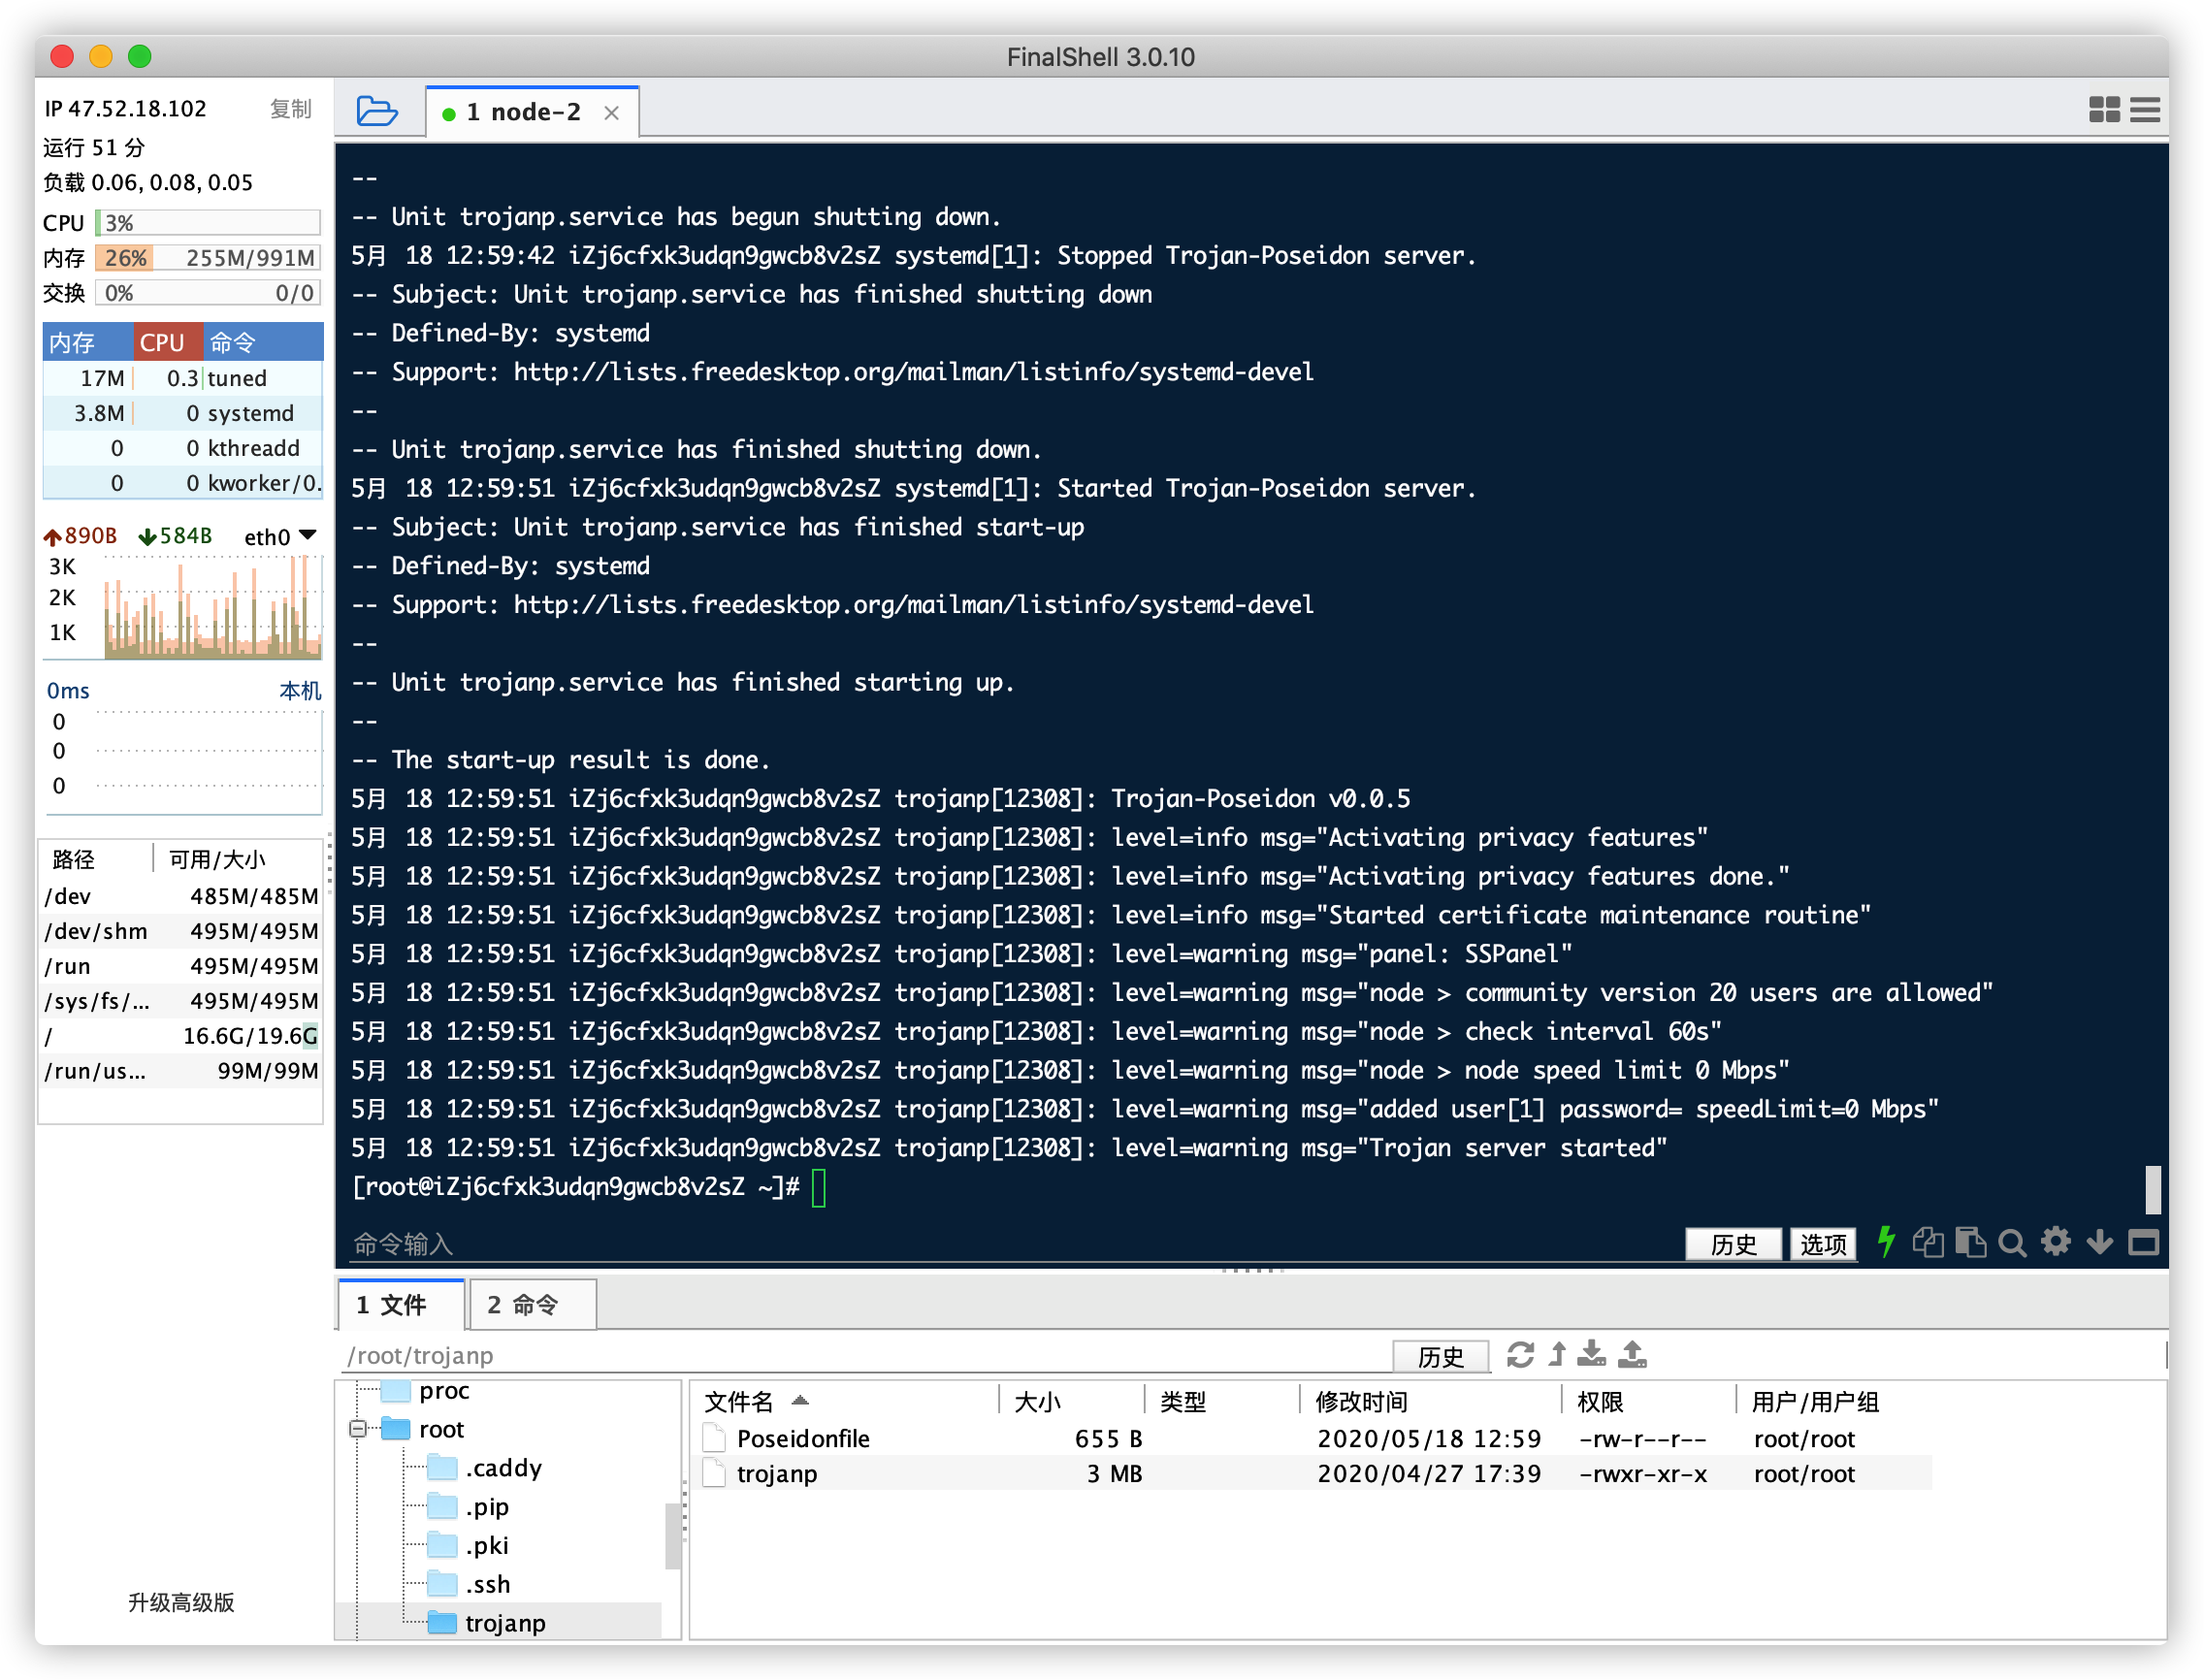 FinalShell 3.0.10
IP 47.52.18.102 复制
运行 51 分
负载 0.06, 0.08, 0.05
CPU 3%
内存 26% 255M/991M
交换 0% 0/0
内存 CPU 命令
17M 0.3 tuned
3.8M 0 systemd
0 0 kthreadd
0 0 kworker/0.
890B 584B eth0
3K
2K
1K
0ms 本机
0
0
0
路径 可用/大小
/dev 485M/485M
/dev/shm 495M/495M
/run 495M/495M
/sys/fs/... 495M/495M
/ 16.6G/19.6G
/run/us... 99M/99M
升级高级版
1 node-2
--
-- Unit trojanp.service has begun shutting down.
5月 18 12:59:42 iZj6cfxk3udqn9gwcb8v2sZ systemd[1]: Stopped Trojan-Poseidon server.
-- Subject: Unit trojanp.service has finished shutting down
-- Defined-By: systemd
-- Support: http://lists.freedesktop.org/mailman/listinfo/systemd-devel
--
-- Unit trojanp.service has finished shutting down.
5月 18 12:59:51 iZj6cfxk3udqn9gwcb8v2sZ systemd[1]: Started Trojan-Poseidon server.
-- Subject: Unit trojanp.service has finished start-up
-- Defined-By: systemd
-- Support: http://lists.freedesktop.org/mailman/listinfo/systemd-devel
--
-- Unit trojanp.service has finished starting up.
--
-- The start-up result is done.
5月 18 12:59:51 iZj6cfxk3udqn9gwcb8v2sZ trojanp[12308]: Trojan-Poseidon v0.0.5
5月 18 12:59:51 iZj6cfxk3udqn9gwcb8v2sZ trojanp[12308]: level=info msg="Activating privacy features"
5月 18 12:59:51 iZj6cfxk3udqn9gwcb8v2sZ trojanp[12308]: level=info msg="Activating privacy features done."
5月 18 12:59:51 iZj6cfxk3udqn9gwcb8v2sZ trojanp[12308]: level=info msg="Started certificate maintenance routine"
5月 18 12:59:51 iZj6cfxk3udqn9gwcb8v2sZ trojanp[12308]: level=warning msg="panel: SSPanel"
5月 18 12:59:51 iZj6cfxk3udqn9gwcb8v2sZ trojanp[12308]: level=warning msg="node > community version 20 users are allowed"
5月 18 12:59:51 iZj6cfxk3udqn9gwcb8v2sZ trojanp[12308]: level=warning msg="node > check interval 60s"
5月 18 12:59:51 iZj6cfxk3udqn9gwcb8v2sZ trojanp[12308]: level=warning msg="node > node speed limit 0 Mbps"
5月 18 12:59:51 iZj6cfxk3udqn9gwcb8v2sZ trojanp[12308]: level=warning msg="added user[1] password= speedLimit=0 Mbps"
5月 18 12:59:51 iZj6cfxk3udqn9gwcb8v2sZ trojanp[12308]: level=warning msg="Trojan server started"
[root@iZj6cfxk3udqn9gwcb8v2sZ ~]#
命令输入 历史 选项
1 文件 2 命令
/root/trojanp 历史
proc
root
.caddy
.pip
.pki
.ssh
trojanp
文件名 大小 类型 修改时间 权限 用户/用户组
Poseidonfile 655 B 2020/05/18 12:59 -rw-r--r-- root/root
trojanp 3 MB 2020/04/27 17:39 -rwxr-xr-x root/root